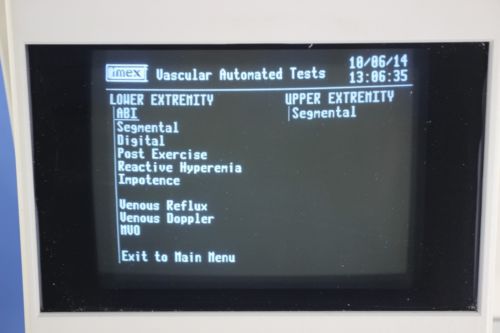 imex Vascular Automated Tests
10/06/14
13:06:35
LOWER EXTREMITY
ABI
Segmental
Digital
Post Exercise
Reactive Hyperemia
Impotence
Venous Reflux
Venous Doppler
MVO
Exit to Main Menu
UPPER EXTREMITY
Segmental